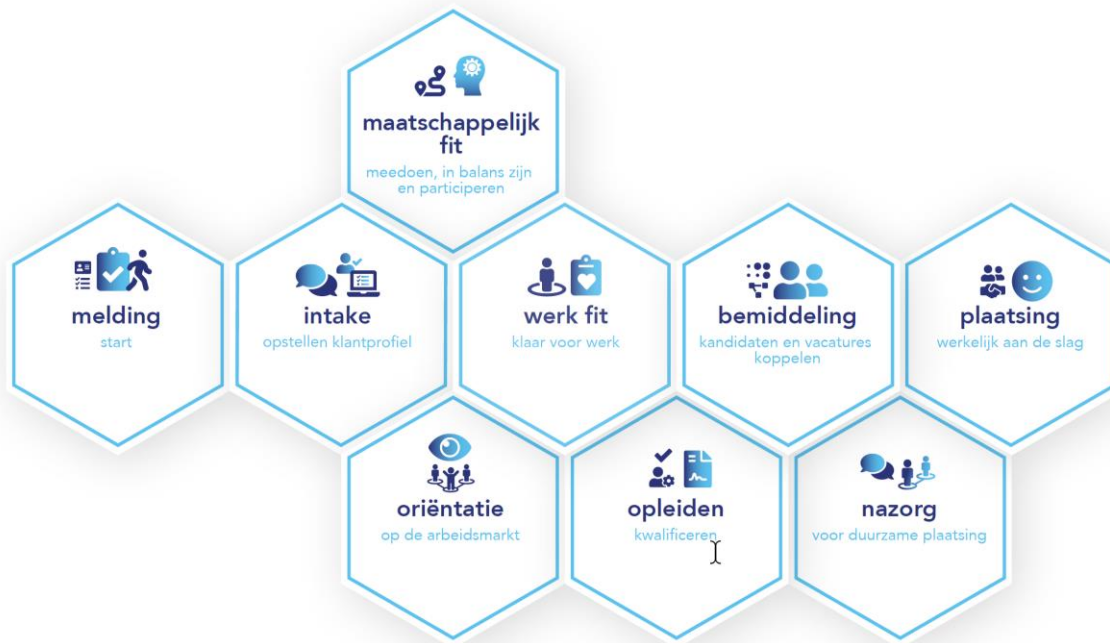 maatschappelijk
fit
meedoen, in balans zijn
en participeren
melding
start
intake
opstellen klantprofiel
werk fit
klaar voor werk
bemiddeling
kandidaten en vacatures
koppelen
plaatsing
werkelijk aan de slag
oriëntatie
op de arbeidsmarkt
opleiden
kwalificeren
nazorg
voor duurzame plaatsing